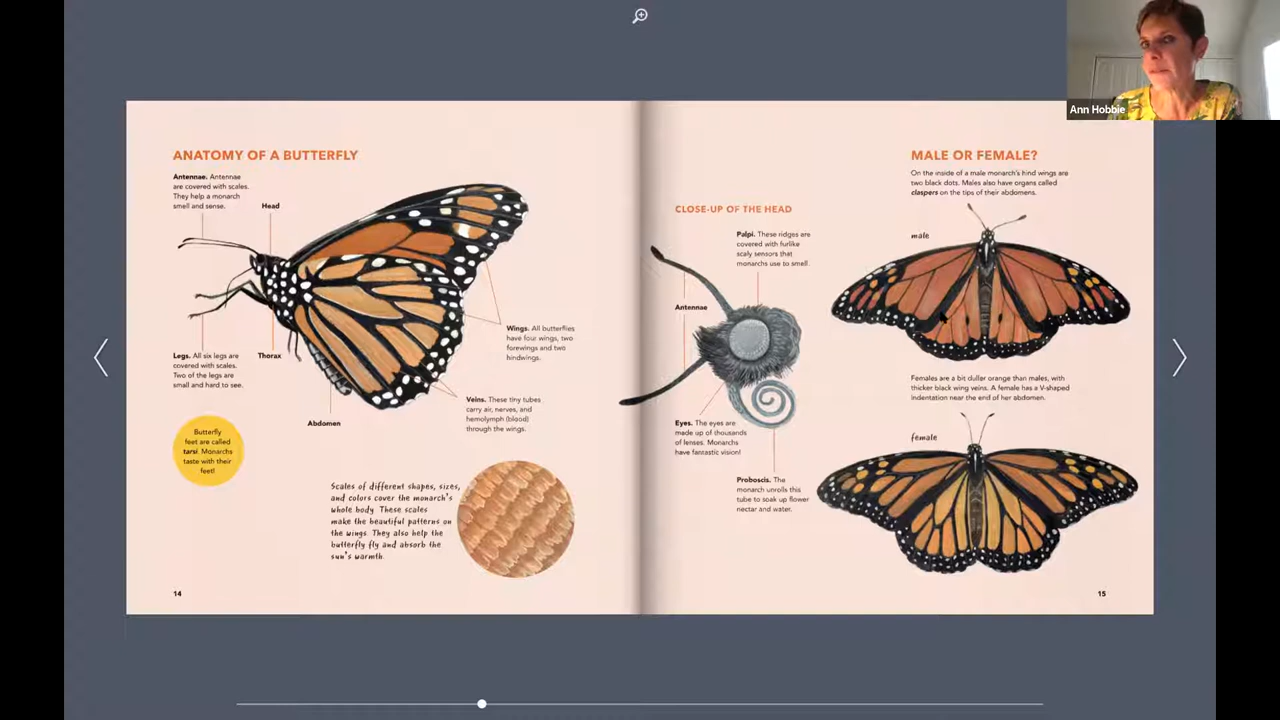 Ann Hobbie
ANATOMY OF A BUTTERFLY
Antennae. Antennae
are covered with scales.
They help a monarch
smell and sense.
Head
Wings. All butterflies
have four wings, two
forewings and two
hindwings.
Legs. All six legs are
covered with scales.
Two of the legs are
small and hard to see.
Thorax
Veins. These tiny tubes
carry air, nerves, and
hemolymph (blood)
through the wings.
Abdomen
Butterfly
feet are called
tarsi. Monarchs
taste with their
feet!
Scales of different shapes, sizes,
and colors cover the monarch's
whole body. These scales
make the beautiful patterns on
the wings. They also help the
butterfly fly and absorb the
sun's warmth.
14
CLOSE-UP OF THE HEAD
Palpi. These ridges are
covered with furlike
scaly sensors that
monarchs use to smell.
Antennae
Eyes. The eyes are
made up of thousands
of lenses. Monarchs
have fantastic vision!
Proboscis. The
monarch unrolls this
tube to soak up flower
nectar and water.
MALE OR FEMALE?
On the inside of a male monarch's hind wings are
two black dots. Males also have organs called
claspers on the tips of their abdomens.
male
Females are a bit duller orange than males, with
thicker black wing veins. A female has a V-shaped
indentation near the end of her abdomen.
female
15